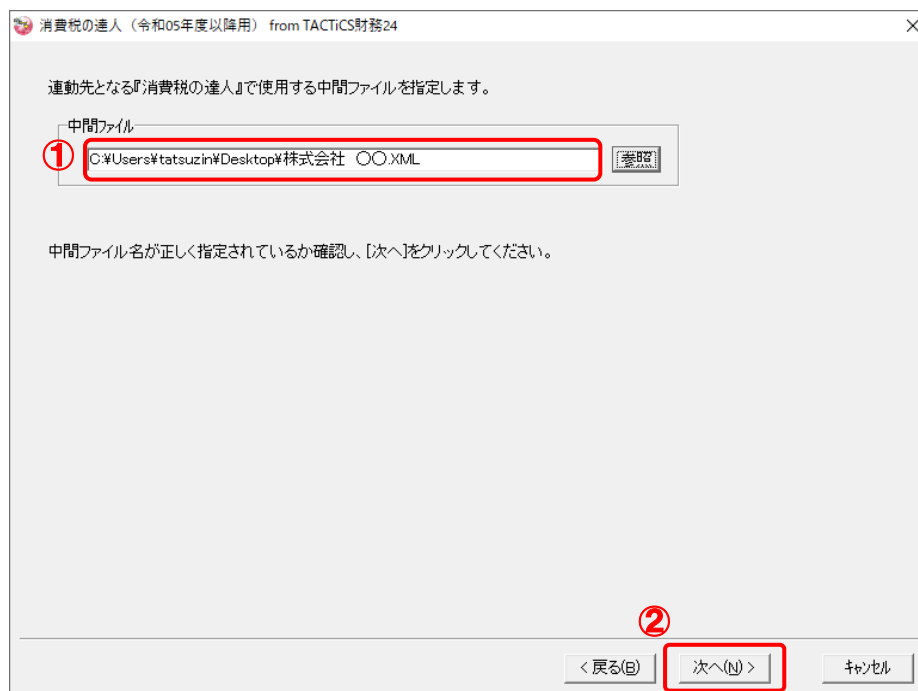 消費税の達人（令和05年度以降用） from TACTiCS財務24
連動先となる『消費税の達人』で使用する中間ファイルを指定します。
中間ファイル
① C:¥Users¥tatsuzin¥Desktop¥株式会社　〇〇.XML 参照
中間ファイル名が正しく指定されているか確認し、[次へ]をクリックしてください。
②
< 戻る(B) 次へ(N) > キャンセル